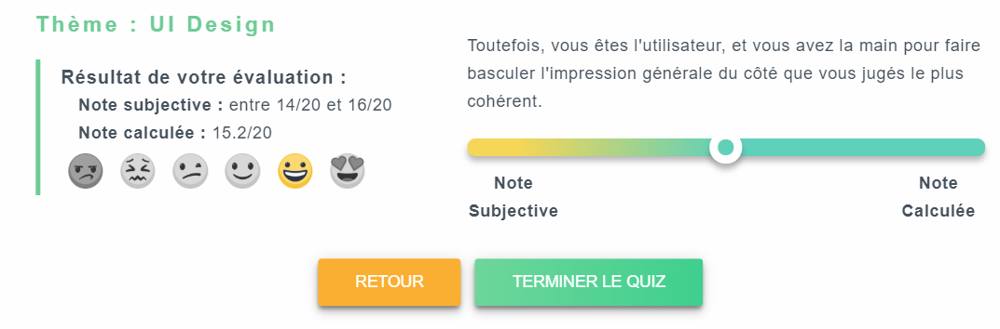 Thème : UI Design
Résultat de votre évaluation :
Note subjective : entre 14/20 et 16/20
Note calculée : 15.2/20
Toutefois, vous êtes l'utilisateur, et vous avez la main pour faire
basculer l'impression générale du côté que vous jugés le plus
cohérent.
Note
Subjective
Note
Calculée
RETOUR
TERMINER LE QUIZ